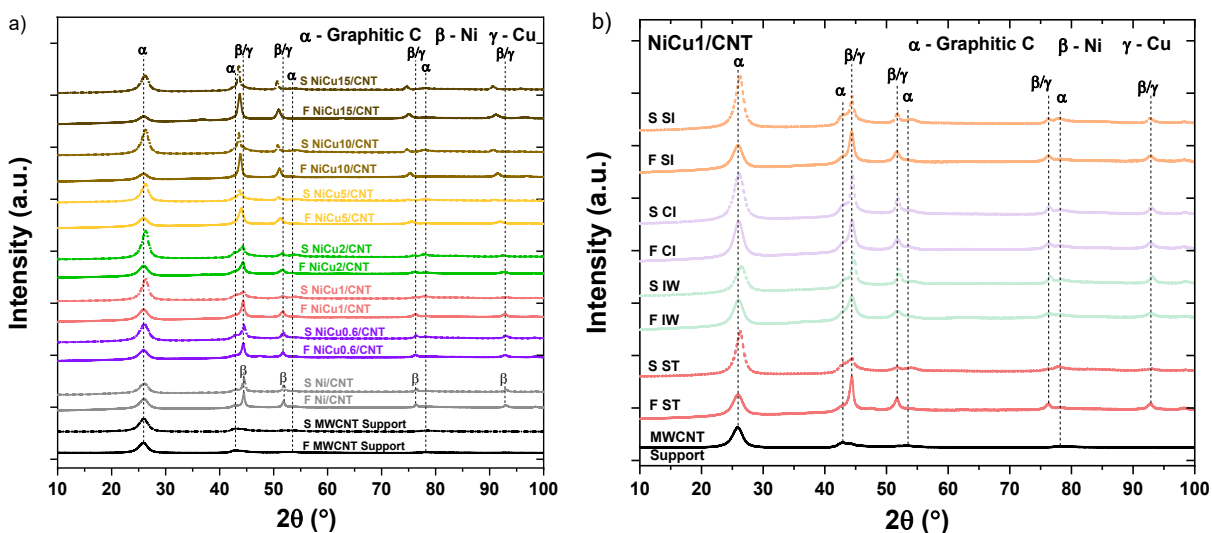 a)
α - Graphitic C β - Ni γ - Cu
α
β/γ
β/γ
β/γ
β/γ
α
α
α
S NiCu15/CNT
F NiCu15/CNT
S NiCu10/CNT
F NiCu10/CNT
S NiCu5/CNT
F NiCu5/CNT
S NiCu2/CNT
F NiCu2/CNT
S NiCu1/CNT
F NiCu1/CNT
S NiCu0.6/CNT
F NiCu0.6/CNT
β
β
β
β
S Ni/CNT
F Ni/CNT
S MWCNT Support
F MWCNT Support
Intensity (a.u.)
10 20 30 40 50 60 70 80 90 100
2θ (°)
b)
NiCu1/CNT
α - Graphitic C β - Ni γ - Cu
α
β/γ
β/γ
β/γ
β/γ
α
α
α
S SI
F SI
S CI
F CI
S IW
F IW
S ST
F ST
MWCNT
Support
Intensity (a.u.)
10 20 30 40 50 60 70 80 90 100
2θ (°)